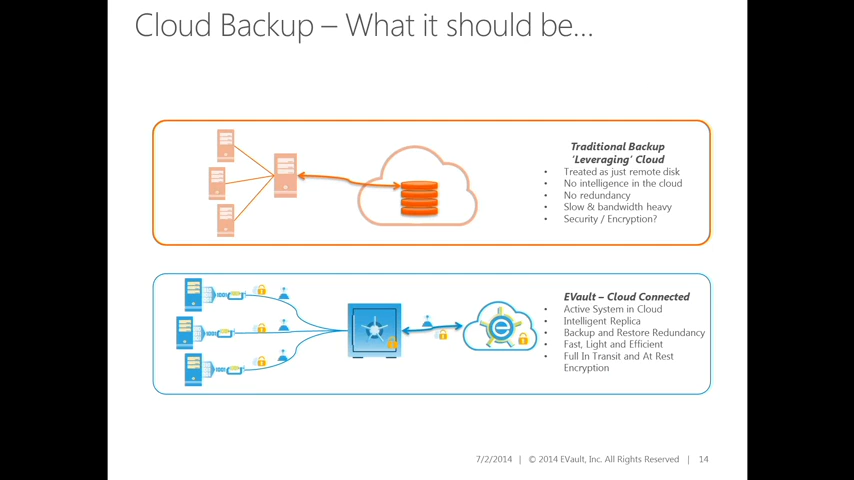 Cloud Backup – What it should be...
Traditional Backup
'Leveraging' Cloud
• Treated as just remote disk
• No intelligence in the cloud
• No redundancy
• Slow & bandwidth heavy
• Security / Encryption?
EVault – Cloud Connected
• Active System in Cloud
• Intelligent Replica
• Backup and Restore Redundancy
• Fast, Light and Efficient
• Full In Transit and At Rest
Encryption
1001
1001
1001
e
7/2/2014 | © 2014 EVault, Inc. All Rights Reserved | 14